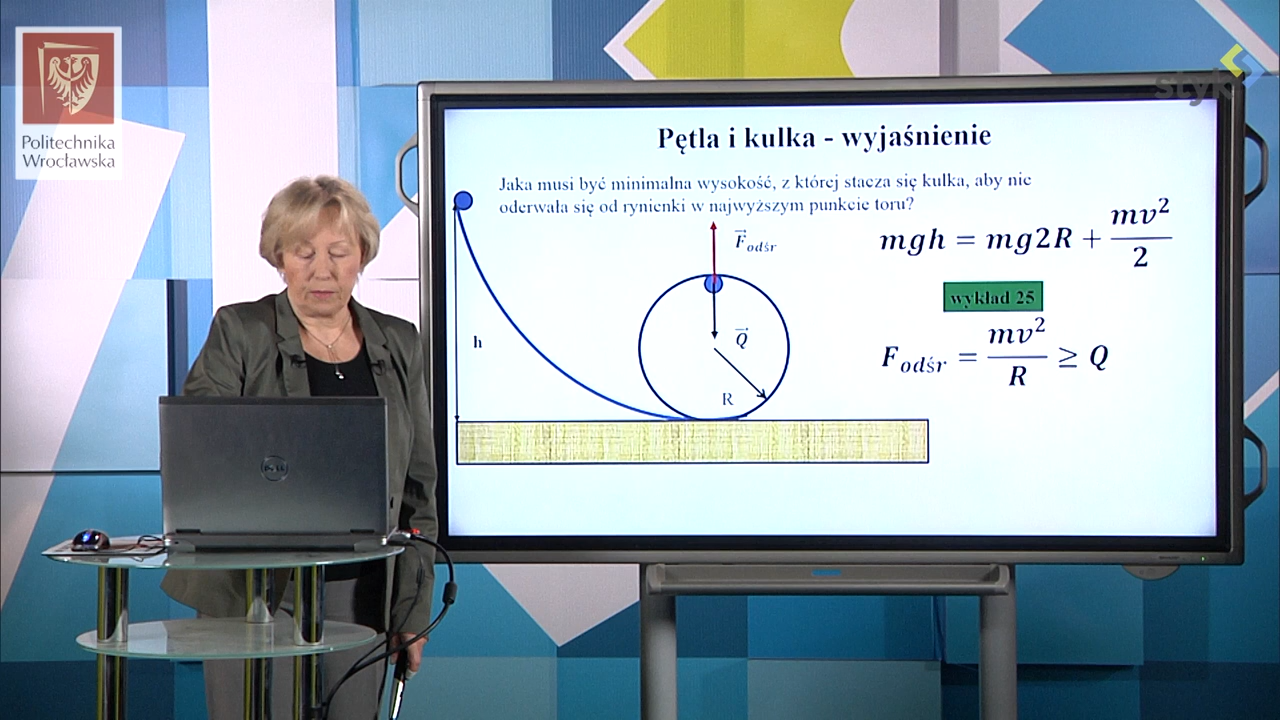 Politechnika
Wrocławska
styk
Pętla i kulka - wyjaśnienie
Jaka musi być minimalna wysokość, z której stacza się kulka, aby nie
oderwała się od rynienki w najwyższym punkcie toru?
F⃗odśr
mgh = mg2R + mv²/2
wykład 25
h
Q⃗
Fodśr = mv²/R ≥ Q
R
DELL